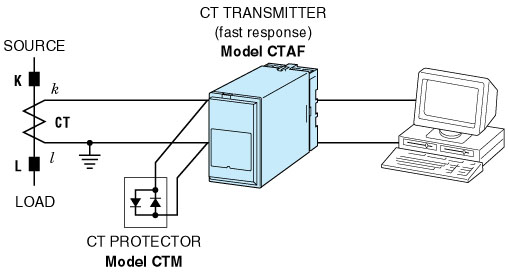 CT TRANSMITTER
(fast response)
Model CTAF
SOURCE
K
k
CT
l
L
LOAD
CT PROTECTOR
Model CTM